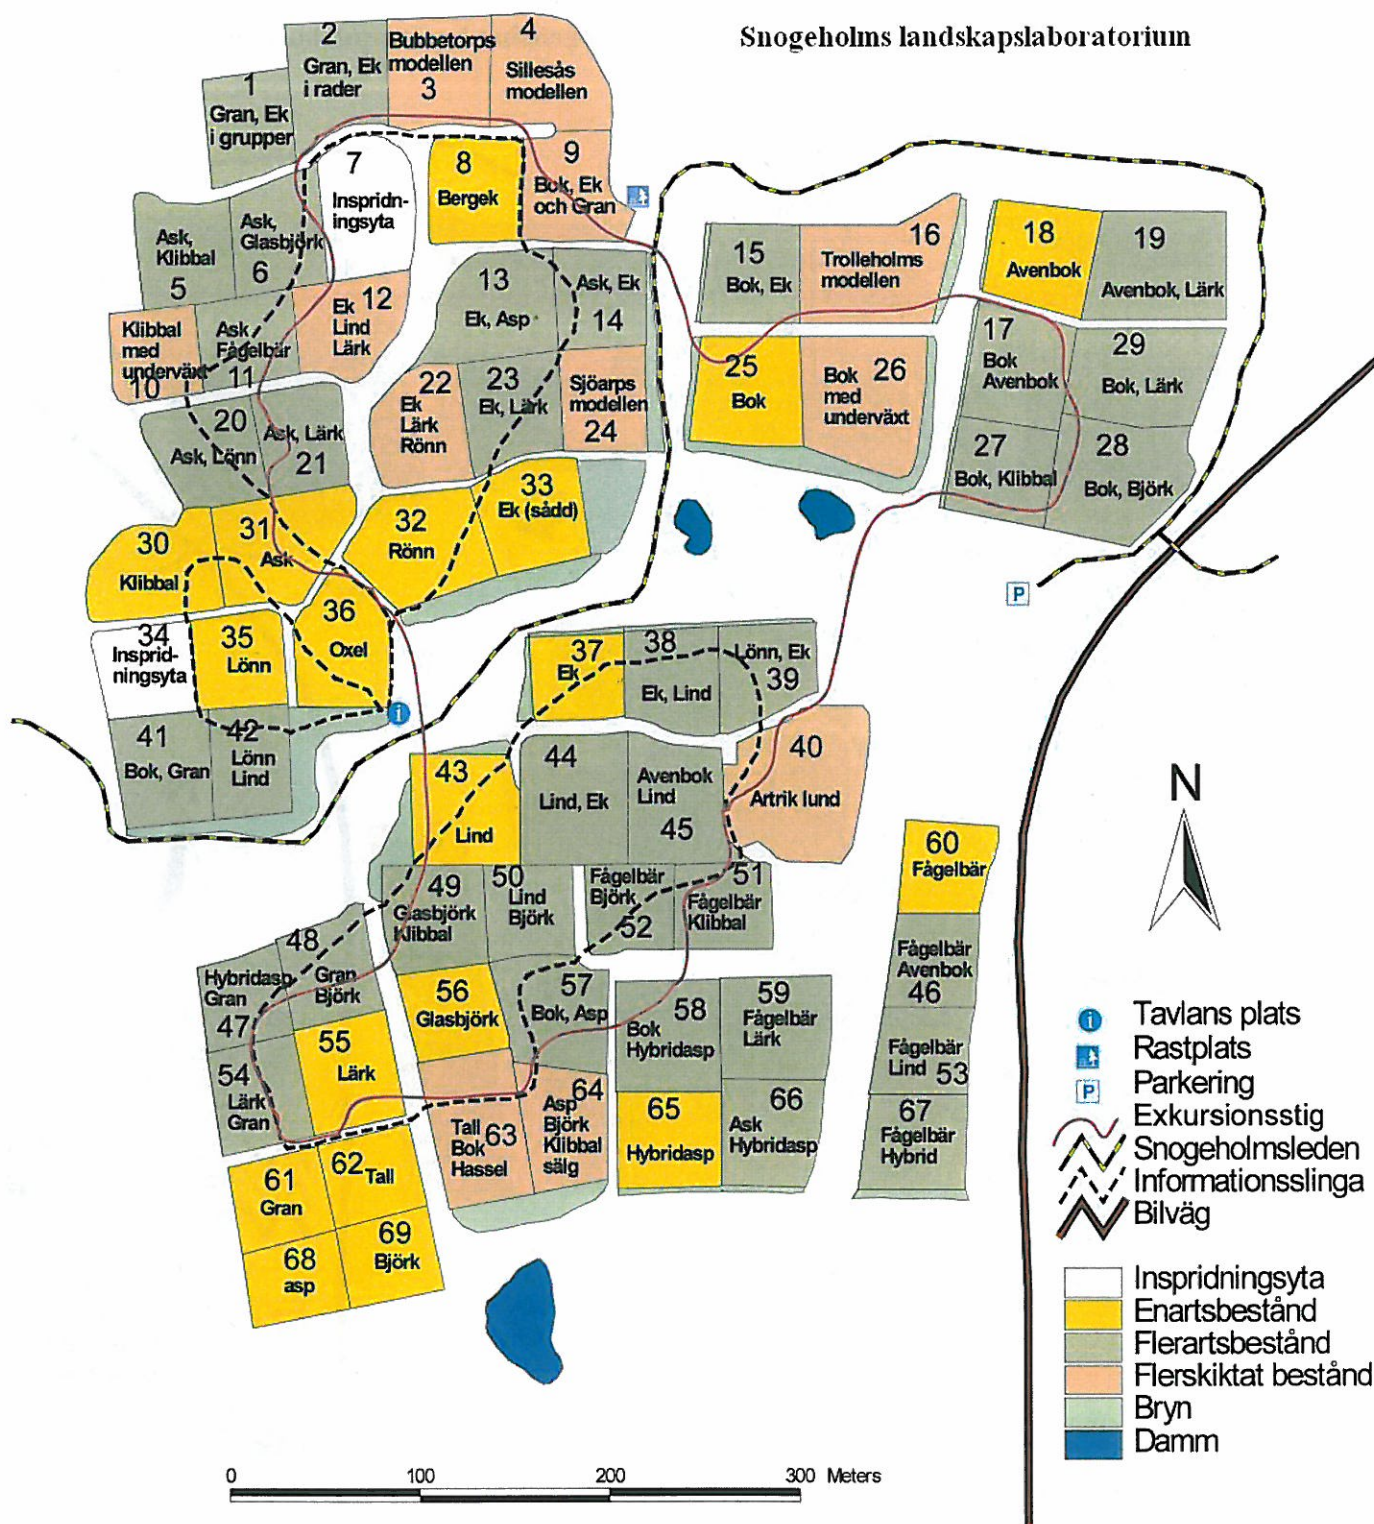 Snogeholms landskapslaboratorium
1
Gran, Ek
i grupper
2
Gran, Ek
i rader
Bubbetorps
modellen
3
4
Sillesås
modellen
Ask,
Klibbal
5
Ask,
Glasbjörk
6
7
Inspridn-
ingsyta
8
Bergek
9
Bok, Ek
och Gran
Klibbal
med
underväxt
10
Ask
Fågelbär
11
Ek 12
Lind
Lärk
13
Ek, Asp
Ask, Ek
14
15
Bok, Ek
16
Trolleholms
modellen
17
Bok
Avenbok
18
Avenbok
19
Avenbok, Lärk
20
Ask, Lönn
Ask, Lärk
21
22
Ek
Lärk
Rönn
23
Ek, Lärk
Sjöarps
modellen
24
25
Bok
Bok 26
med
underväxt
27
Bok, Klibbal
28
Bok, Björk
29
Bok, Lärk
30
Klibbal
31
Ask
32
Rönn
33
Ek (sådd)
34
Insprid-
ningsyta
35
Lönn
36
Oxel
37
Ek
38
Ek, Lind
Lönn, Ek
39
40
Artrik lund
41
Bok, Gran
42
Lönn
Lind
43
Lind
44
Lind, Ek
Avenbok
Lind
45
Fågelbär
Avenbok
46
Hybridasp
Gran
47
48
Gran
Björk
49
Glasbjörk
Klibbal
50
Lind
Björk
51
Fågelbär
Klibbal
Fågelbär
Björk
52
Fågelbär
Lind 53
54
Lärk
Gran
55
Lärk
56
Glasbjörk
57
Bok, Asp
58
Bok
Hybridasp
59
Fågelbär
Lärk
60
Fågelbär
61
Gran
62
Tall
Tall
Bok 63
Hassel
64
Asp
Björk
Klibbal
sälg
65
Hybridasp
66
Ask
Hybridasp
67
Fågelbär
Hybrid
68
asp
69
Björk
i
P
N
i Tavlans plats
Rastplats
P Parkering
Exkursionsstig
Snogeholmsleden
Informationsslinga
Bilväg
Inspridningsyta
Enartsbestånd
Flerartsbestånd
Flerskiktat bestånd
Bryn
Damm
0 100 200 300 Meters